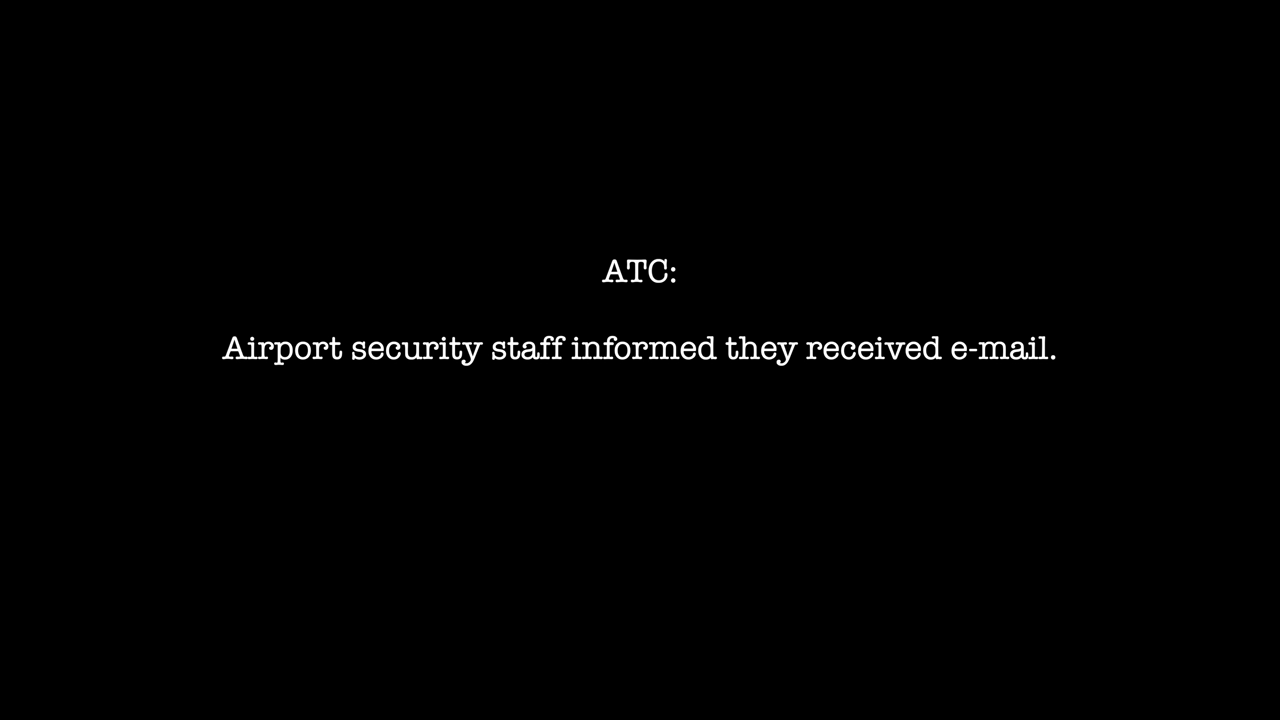 ATC:
Airport security staff informed they received e-mail.